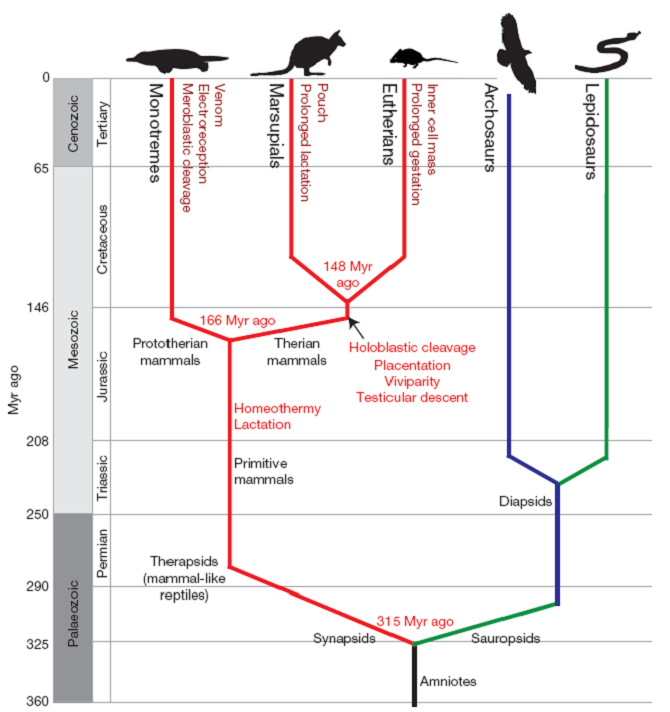 Monotremes
Venom
Electroreception
Meroblastic cleavage
Marsupials
Pouch
Prolonged lactation
Eutherians
Inner cell mass
Prolonged gestation
Archosaurs
Lepidosaurs
Myr ago
0
65
146
208
250
290
325
360
Cenozoic
Mesozoic
Palaeozoic
Tertiary
Cretaceous
Jurassic
Triassic
Permian
148 Myr
ago
166 Myr ago
Prototherian
mammals
Therian
mammals
Holoblastic cleavage
Placentation
Viviparity
Testicular descent
Homeothermy
Lactation
Primitive
mammals
Diapsids
Therapsids
(mammal-like
reptiles)
315 Myr ago
Synapsids
Sauropsids
Amniotes